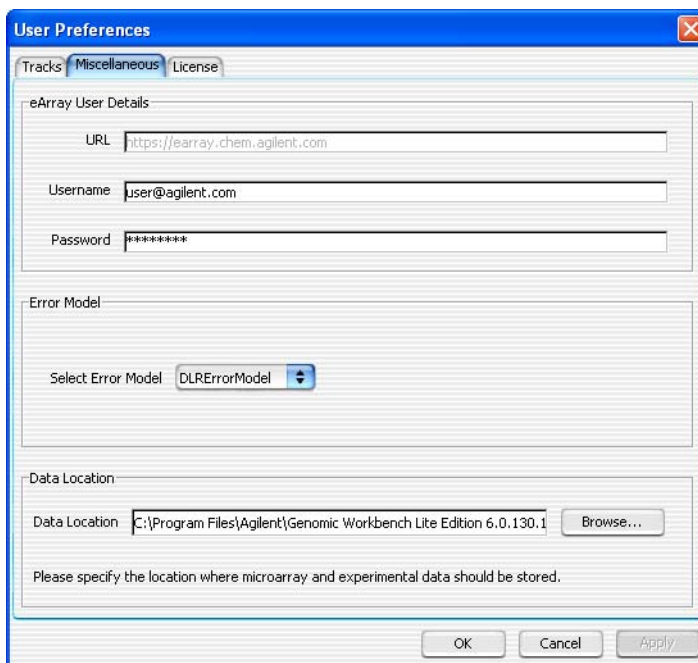 User Preferences
Tracks Miscellaneous License
eArray User Details
URL https://earray.chem.agilent.com
Username user@agilent.com
Password ********
Error Model
Select Error Model DLRErrorModel
Data Location
Data Location C:\Program Files\Agilent\Genomic Workbench Lite Edition 6.0.130.1 Browse...
Please specify the location where microarray and experimental data should be stored.
OK Cancel Apply